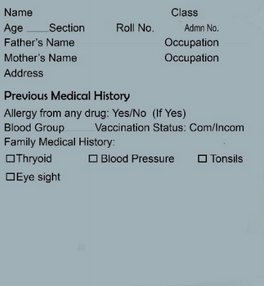 Name Class
Age ........Section Roll No. Admn No.
Father's Name Occupation
Mother's Name Occupation
Address
Previous Medical History
Allergy from any drug: Yes/No (If Yes)
Blood Group Vaccination Status: Com/Incom
Family Medical History:
☐Thryoid ☐ Blood Pressure ☐ Tonsils
☐Eye sight